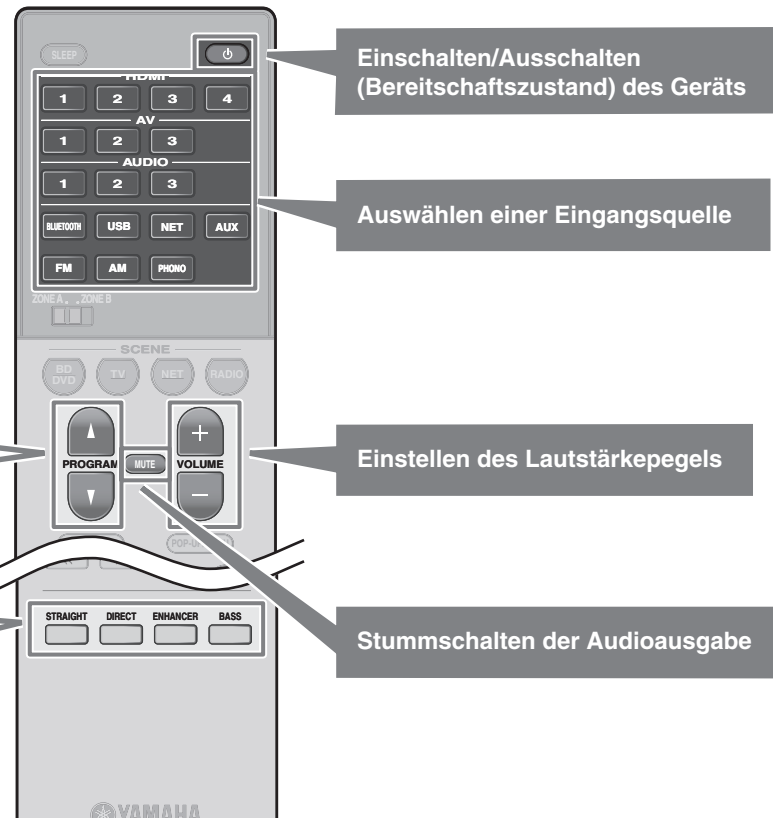 SLEEP
Einschalten/Ausschalten
(Bereitschaftszustand) des Geräts
HDMI
1 2 3 4
AV
1 2 3
AUDIO
1 2 3
Auswählen einer Eingangsquelle
BLUETOOTH USB NET AUX
FM AM PHONO
ZONE A ZONE B
SCENE
BD
DVD TV NET RADIO
PROGRAM MUTE VOLUME
Einstellen des Lautstärkepegels
STRAIGHT DIRECT ENHANCER BASS
Stummschalten der Audioausgabe
YAMAHA